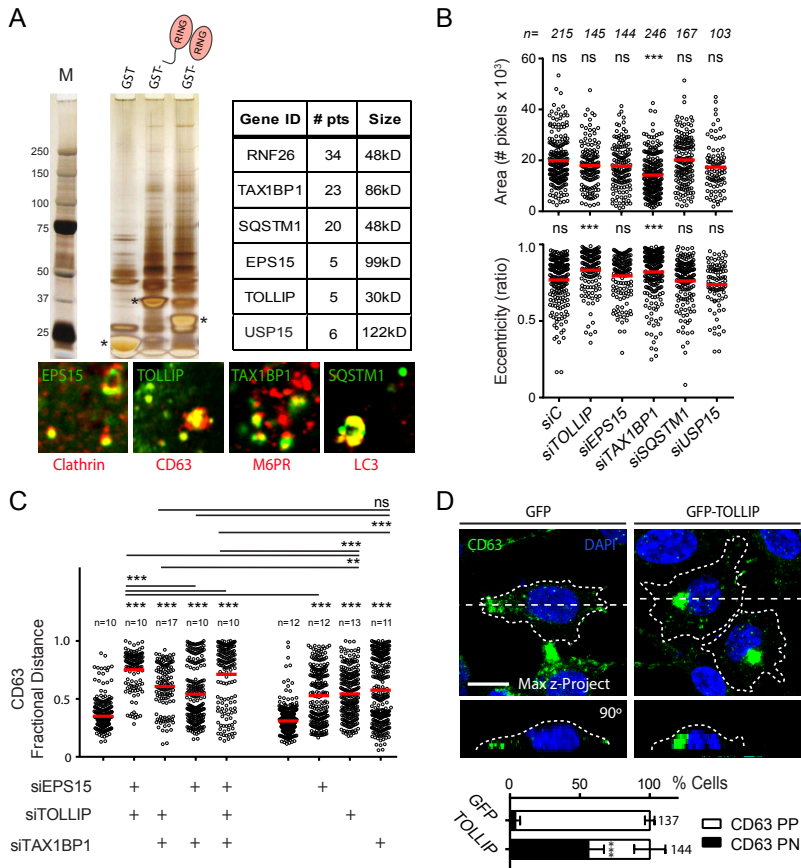 A
M
GST
GST-
GST-
RING
RING
250
150
100
75
50
37
25
*
*
*
Gene ID # pts Size
RNF26 34 48kD
TAX1BP1 23 86kD
SQSTM1 20 48kD
EPS15 5 99kD
TOLLIP 5 30kD
USP15 6 122kD
EPS15 TOLLIP TAX1BP1 SQSTM1
Clathrin CD63 M6PR LC3
B
n= 215 145 144 246 167 103
ns ns ns *** ns ns
Area (# pixels x 10³)
60
40
20
0
ns *** ns *** ns ns
Eccentricity (ratio)
1.0
0.5
0
siC
siTOLLIP
siEPS15
siTAX1BP1
siSQSTM1
siUSP15
C
ns
***
***
**
***
*** *** *** *** *** *** ***
n=10 n=10 n=17 n=10 n=10 n=12 n=12 n=13 n=11
CD63
Fractional Distance
1.0
0.5
0
siEPS15 + + + +
siTOLLIP + + + +
siTAX1BP1 + + + +
D
GFP GFP-TOLLIP
CD63 DAPI
Max z-Project
90º
0 50 100 % Cells
GFP 137
TOLLIP *** 144
CD63 PP
CD63 PN